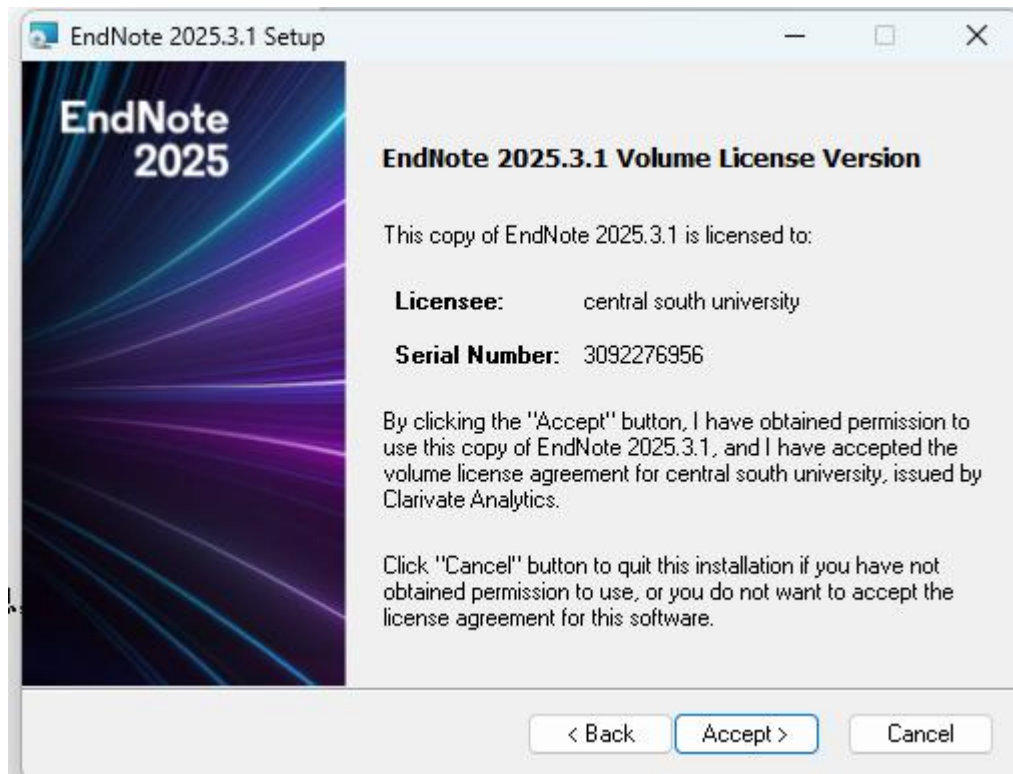 EndNote 2025.3.1 Setup
EndNote
2025
EndNote 2025.3.1 Volume License Version
This copy of EndNote 2025.3.1 is licensed to:
Licensee: central south university
Serial Number: 3092276956
By clicking the "Accept" button, I have obtained permission to
use this copy of EndNote 2025.3.1, and I have accepted the
volume license agreement for central south university, issued by
Clarivate Analytics.
Click "Cancel" button to quit this installation if you have not
obtained permission to use, or you do not want to accept the
license agreement for this software.
< Back Accept > Cancel